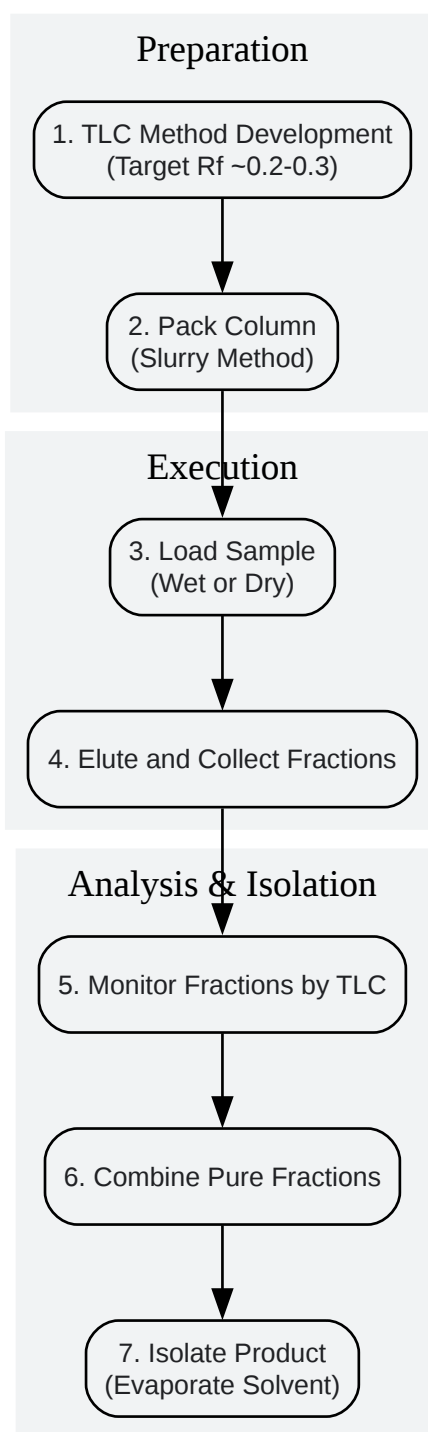 Preparation
1. TLC Method Development
(Target Rf ~0.2-0.3)
2. Pack Column
(Slurry Method)
Execution
3. Load Sample
(Wet or Dry)
4. Elute and Collect Fractions
Analysis & Isolation
5. Monitor Fractions by TLC
6. Combine Pure Fractions
7. Isolate Product
(Evaporate Solvent)